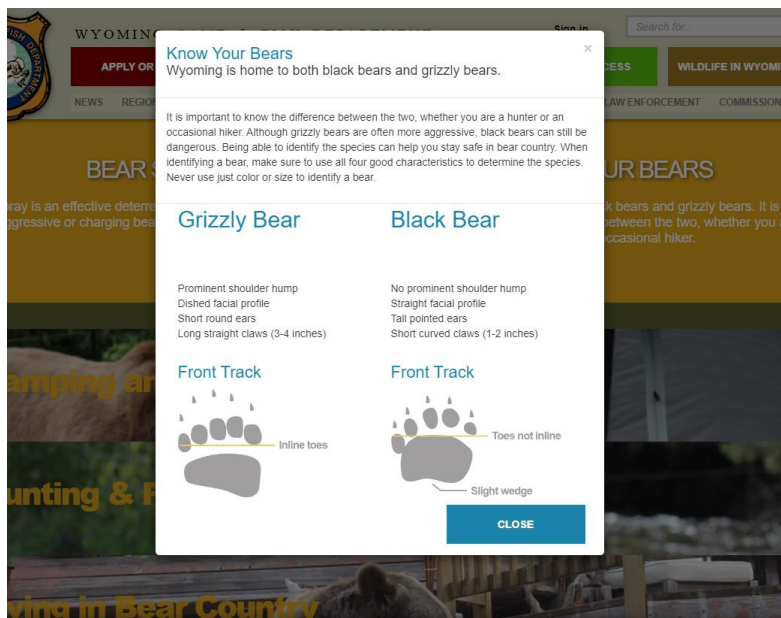 WYOMING GAME & FISH DEPARTMENT
Sign in
Search for...
APPLY OR
CESS
WILDLIFE IN WYOMI
NEWS
REGION
LAW ENFORCEMENT
COMMISSION
Know Your Bears
×
Wyoming is home to both black bears and grizzly bears.
It is important to know the difference between the two, whether you are a hunter or an
occasional hiker. Although grizzly bears are often more aggressive, black bears can still be
dangerous. Being able to identify the species can help you stay safe in bear country. When
identifying a bear, make sure to use all four good characteristics to determine the species.
Never use just color or size to identify a bear.
BEAR S
UR BEARS
ray is an effective deterre
ggressive or charging bea
k bears and grizzly bears. It is
between the two, whether you a
occasional hiker.
Grizzly Bear
Prominent shoulder hump
Dished facial profile
Short round ears
Long straight claws (3-4 inches)
Front Track
Inline toes
Black Bear
No prominent shoulder hump
Straight facial profile
Tall pointed ears
Short curved claws (1-2 inches)
Front Track
Toes not inline
Slight wedge
CLOSE
amping an
unting & F
ving in Bear Country